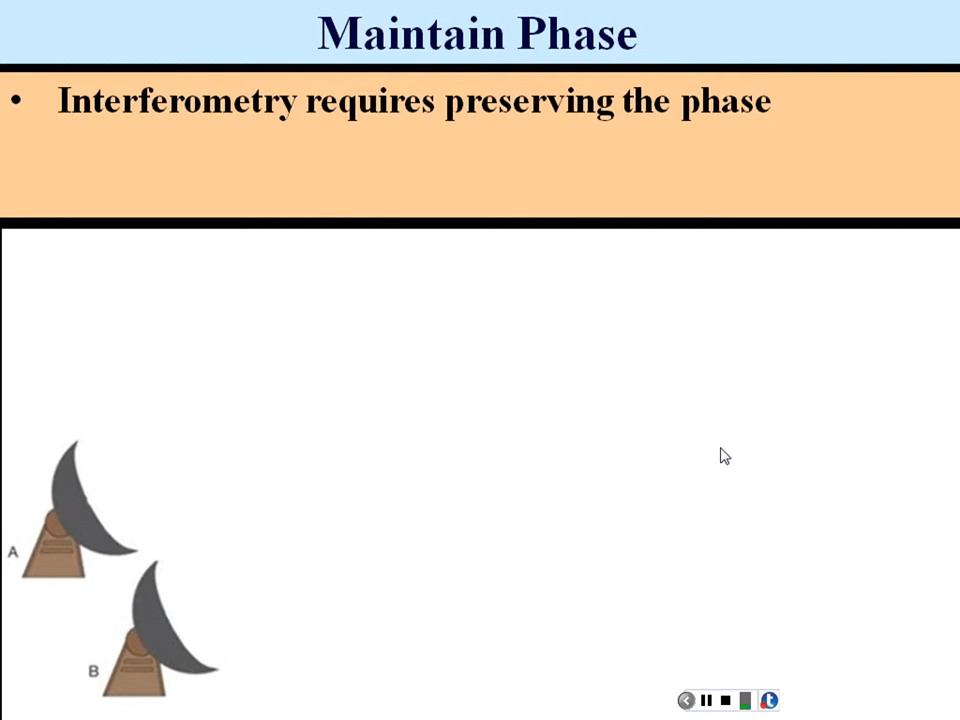 Maintain Phase
• Interferometry requires preserving the phase
A
B